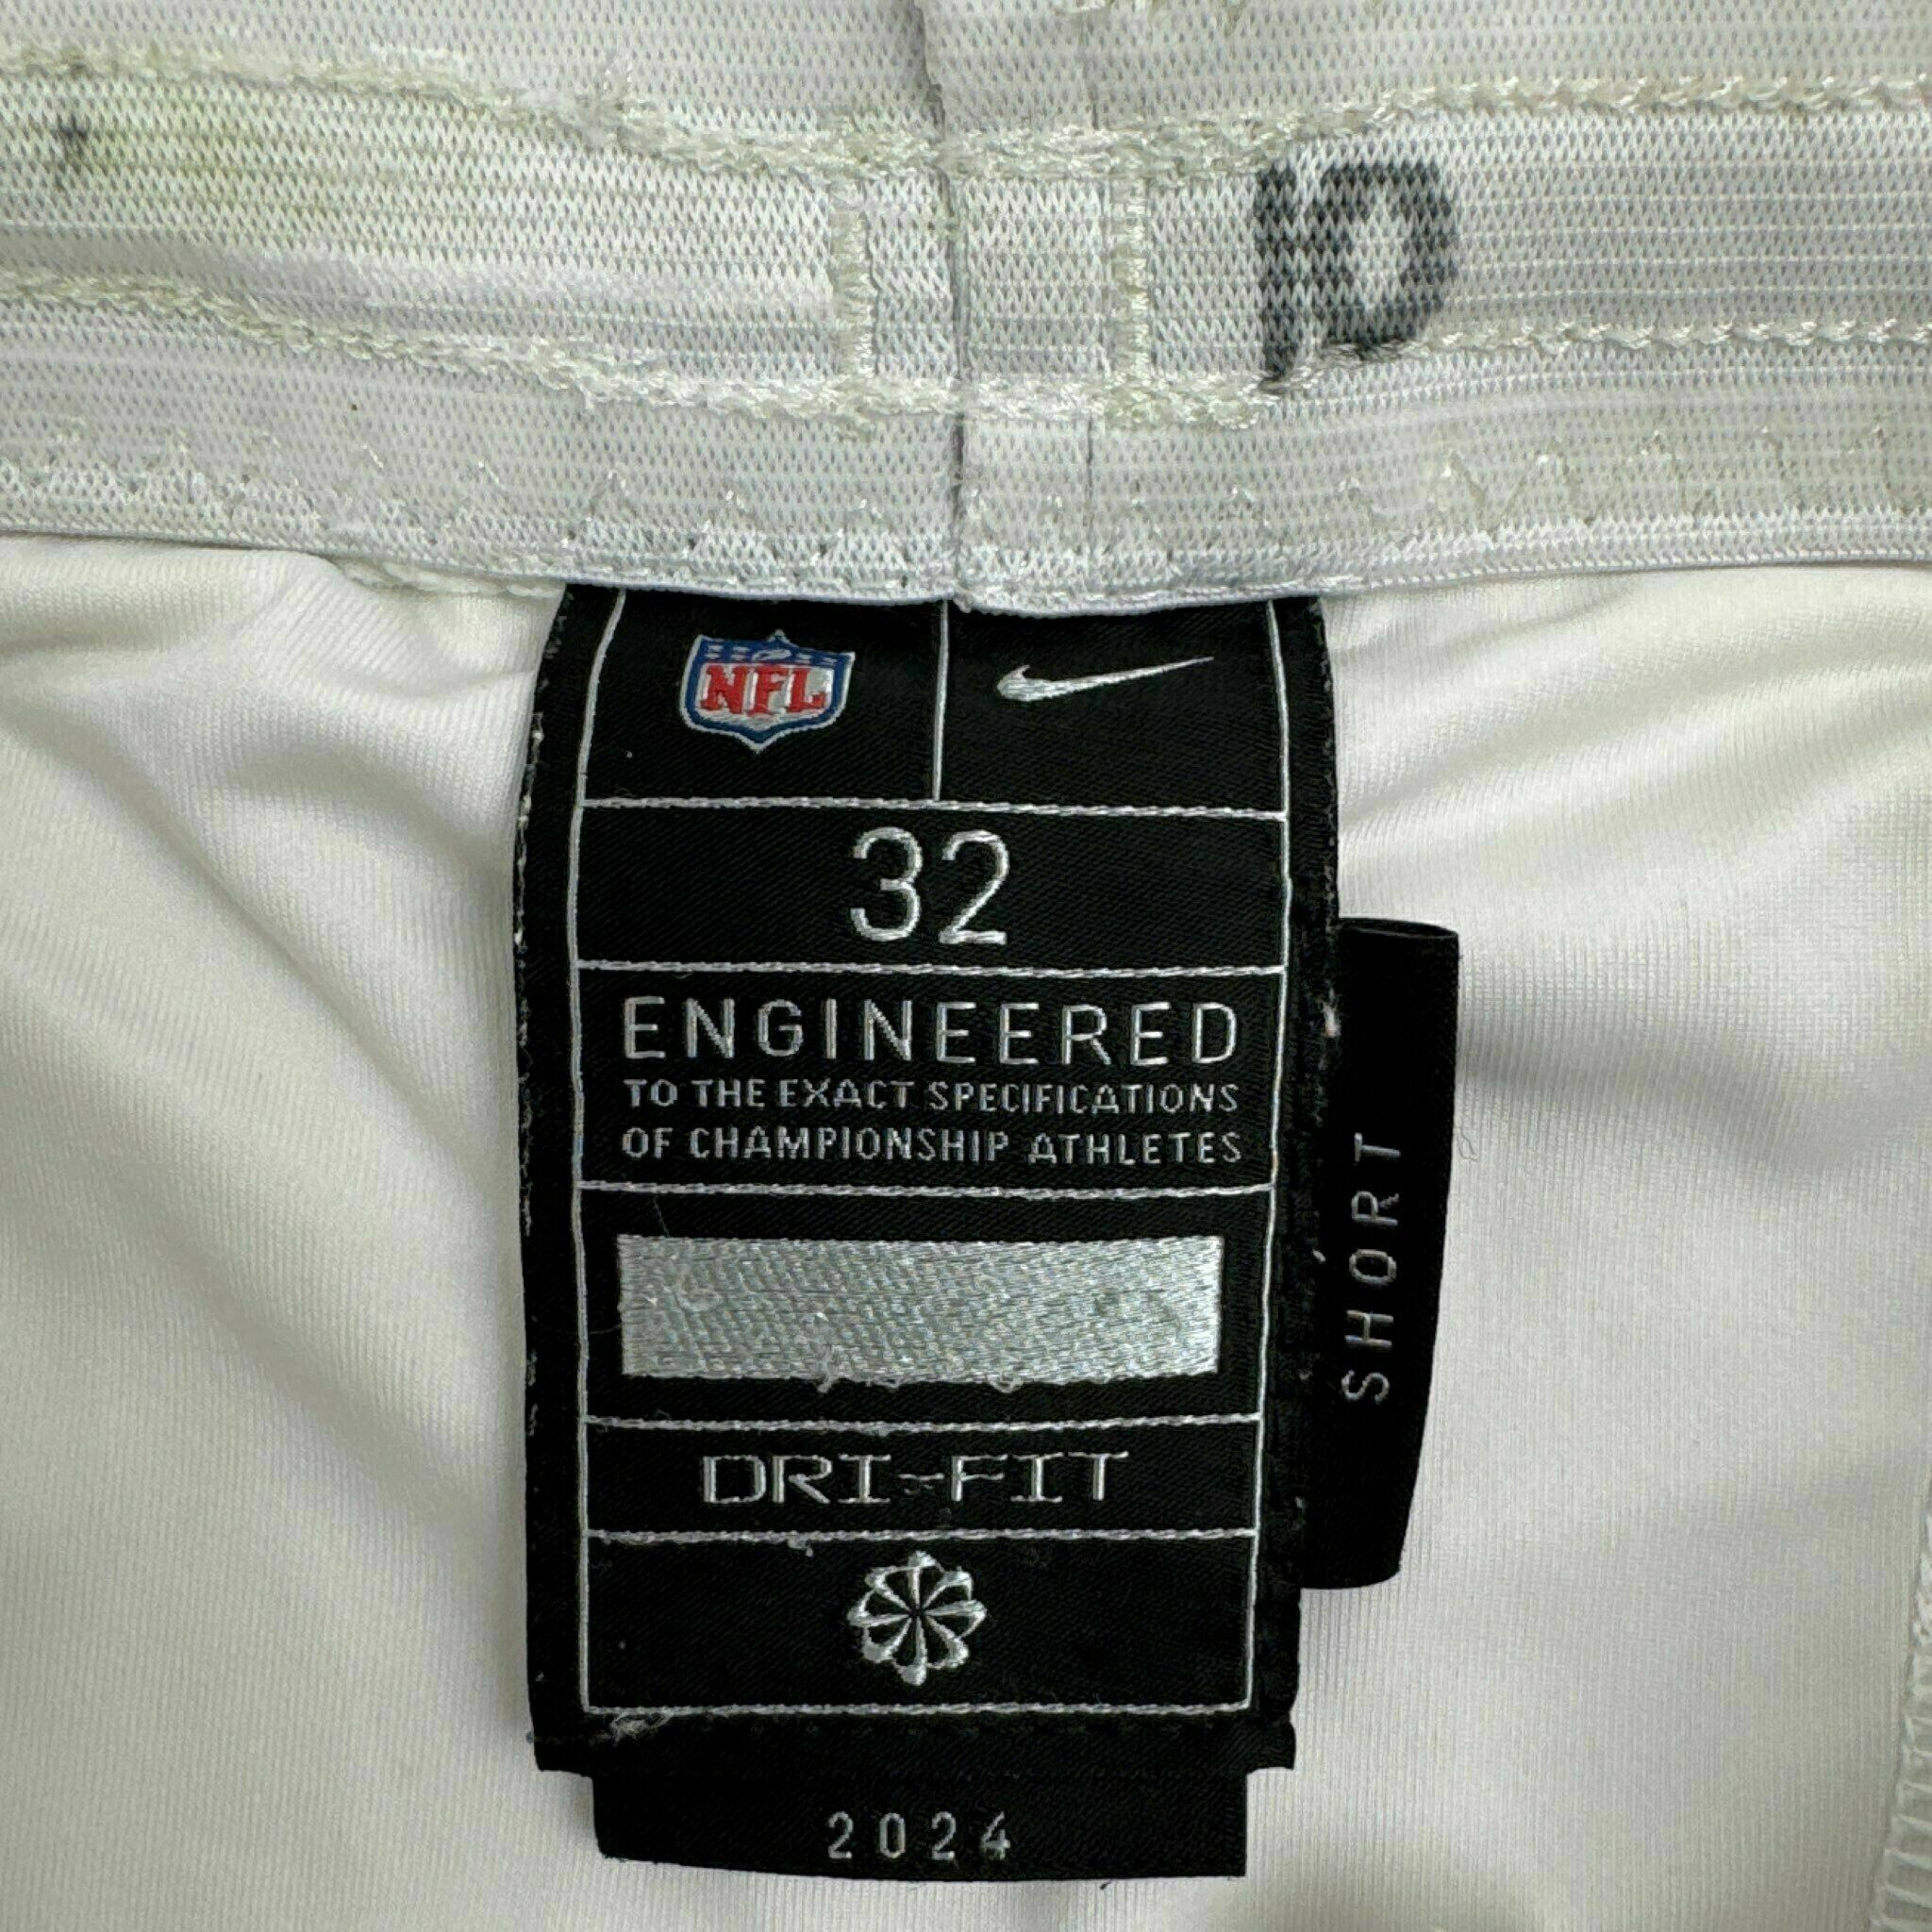 P
NFL
32
ENGINEERED
TO THE EXACT SPECIFICATIONS
OF CHAMPIONSHIP ATHLETES
SHORT
DRI-FIT
2024